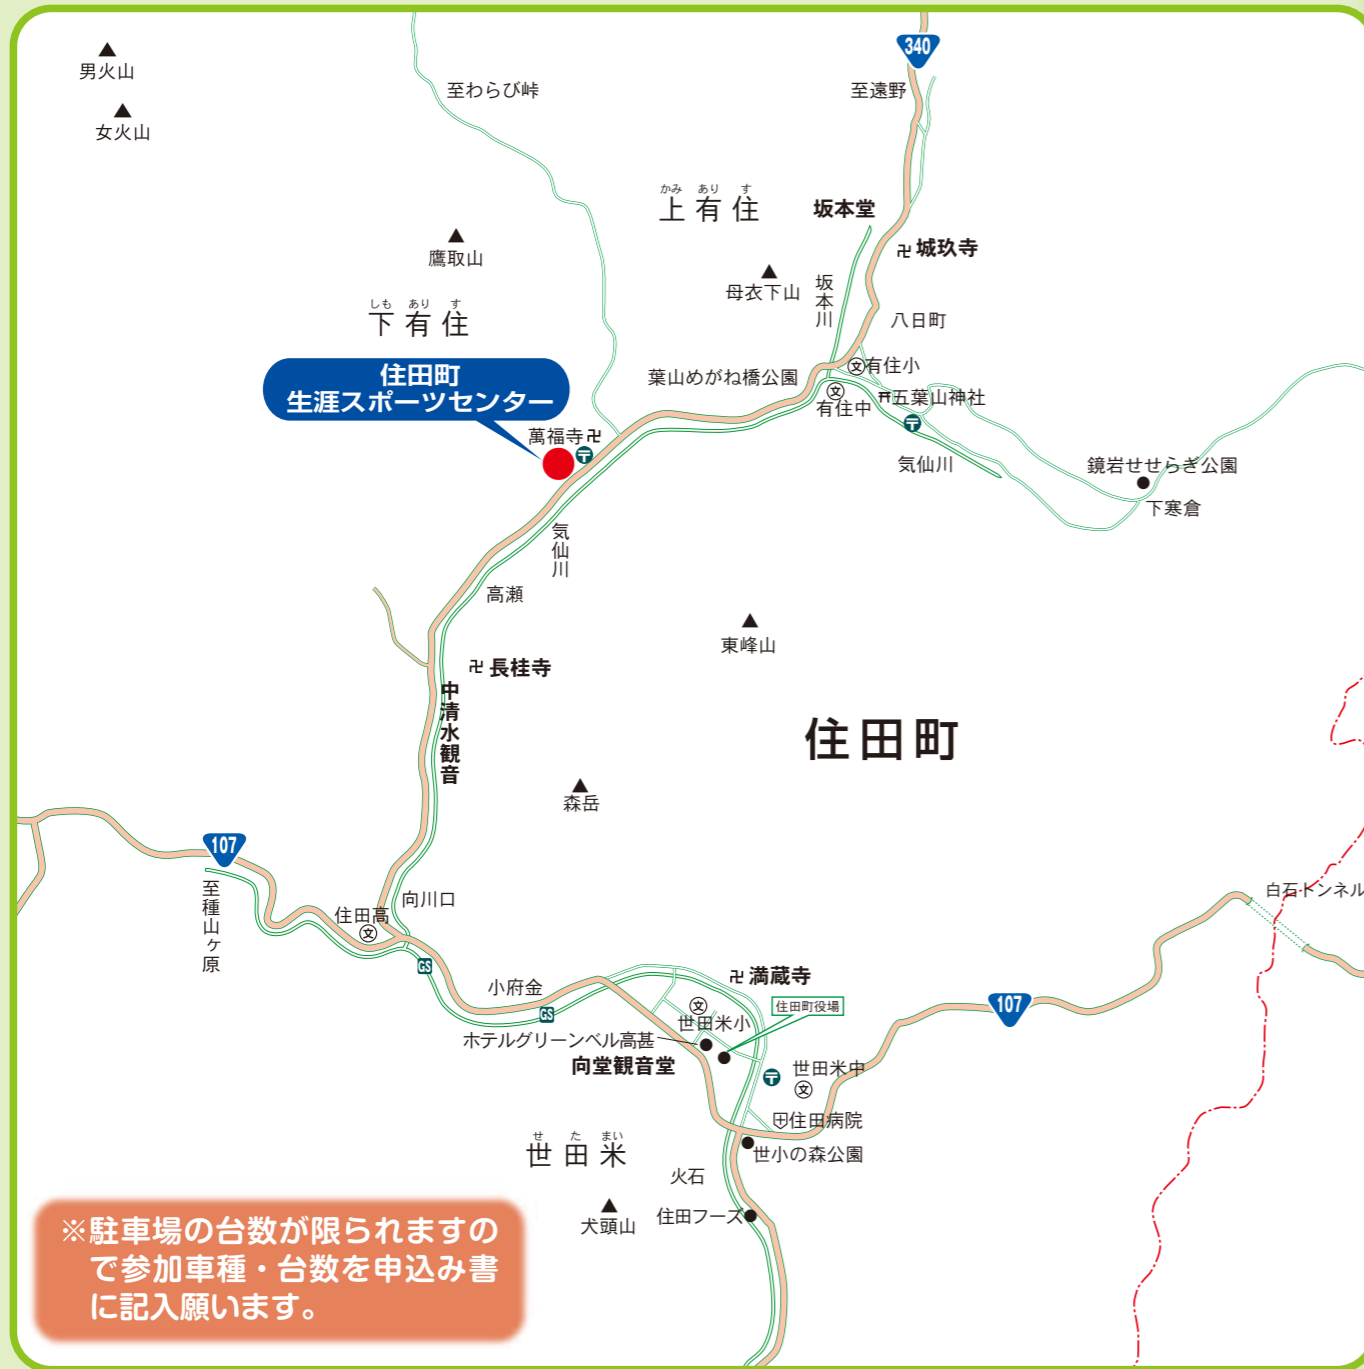 340
男火山
至わらび峠
至遠野
女火山
かみ あり す
上有住
坂本堂
卍 城玖寺
鷹取山
母衣下山
坂本川
しも あり す
下有住
八日町
住田町
生涯スポーツセンター
葉山めがね橋公園
文 有住小
文
有住中
五葉山神社
萬福寺 卍
〒
〒
気仙川
鏡岩せせらぎ公園
下寒倉
気仙川
高瀬
東峰山
卍 長桂寺
中清水観音
住田町
森岳
107
至種山ヶ原
向川口
住田高
文
白石トンネル
GS
小府金
GS
卍 満蔵寺
文
世田米小
住田町役場
107
ホテルグリーンベル高甚
向堂観音堂
〒
世田米中
文
住田病院
せ た まい
世田米
世小の森公園
火石
犬頭山
住田フーズ
※駐車場の台数が限られますの
で参加車種・台数を申込み書
に記入願います。